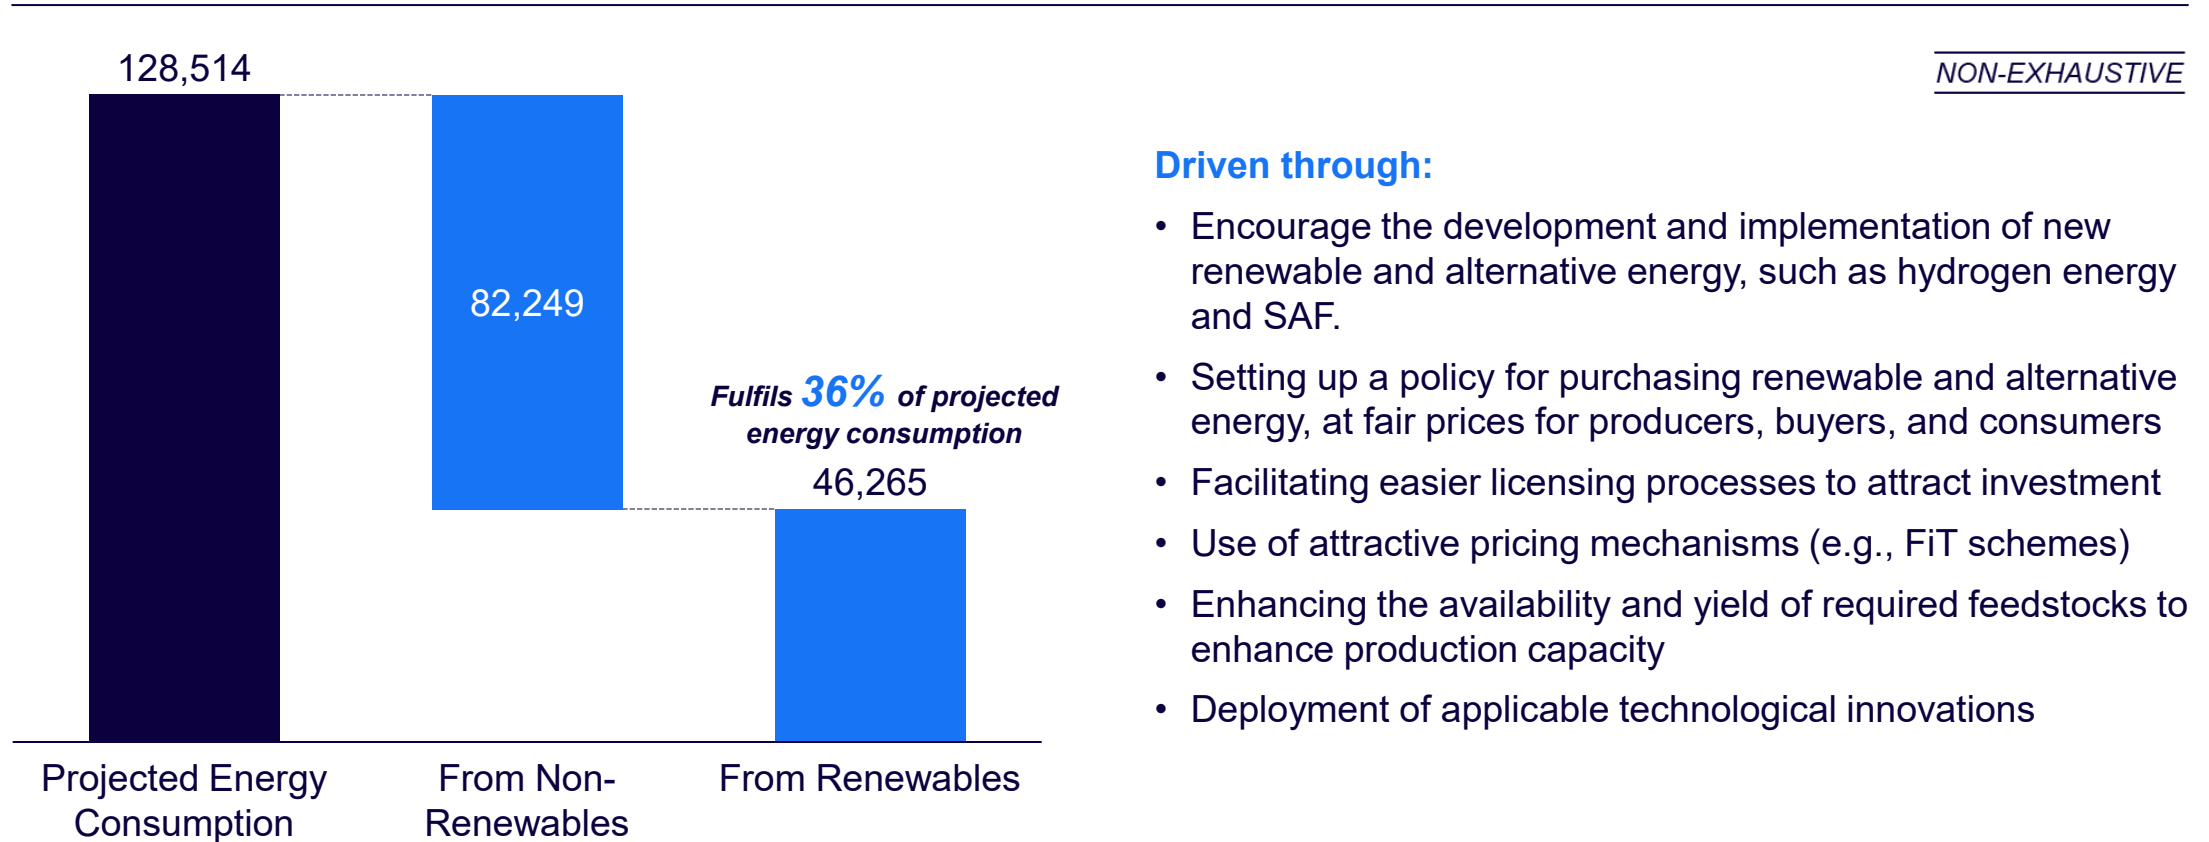 128,514
82,249
Fulfils 36% of projected
energy consumption
46,265
Projected Energy
Consumption
From Non-
Renewables
From Renewables
NON-EXHAUSTIVE
Driven through:
• Encourage the development and implementation of new
renewable and alternative energy, such as hydrogen energy
and SAF.
• Setting up a policy for purchasing renewable and alternative
energy, at fair prices for producers, buyers, and consumers
• Facilitating easier licensing processes to attract investment
• Use of attractive pricing mechanisms (e.g., FiT schemes)
• Enhancing the availability and yield of required feedstocks to
enhance production capacity
• Deployment of applicable technological innovations